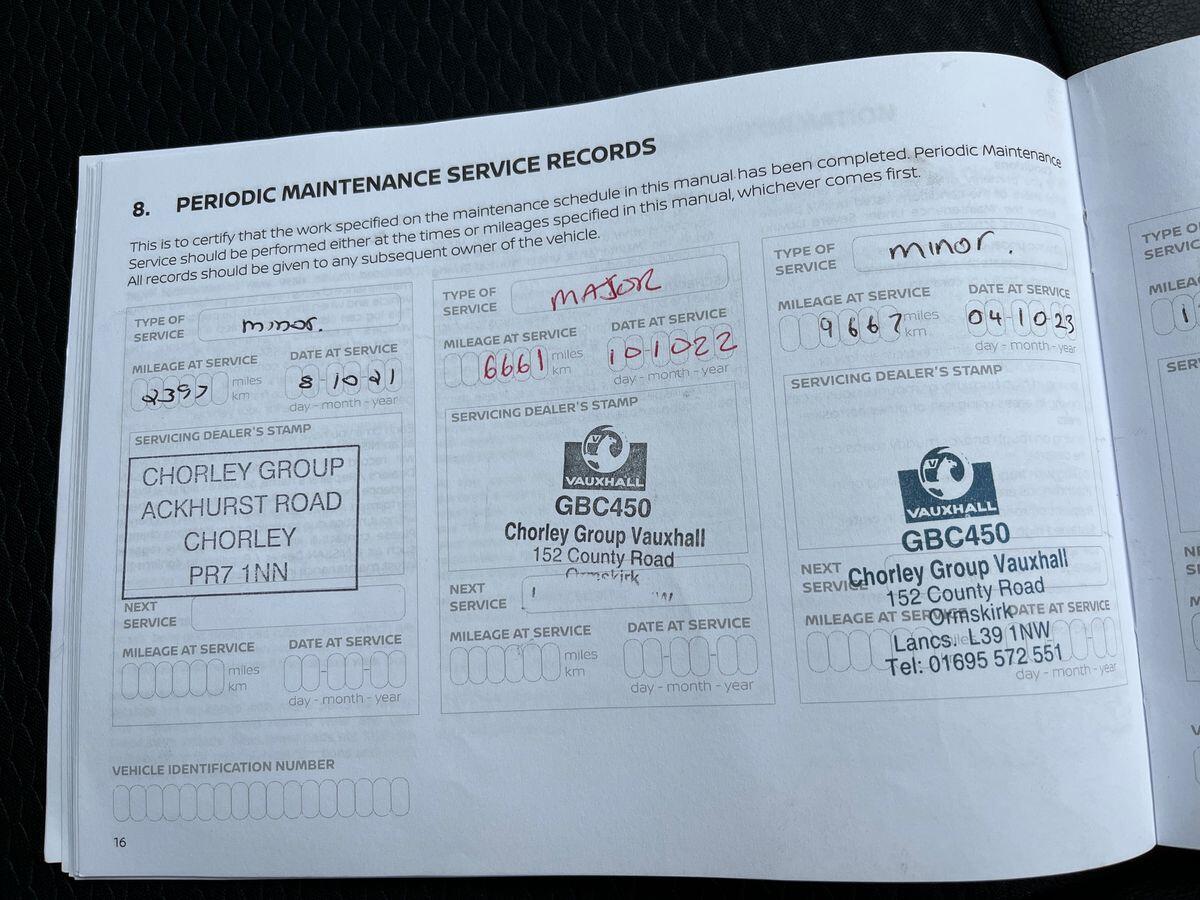 8. PERIODIC MAINTENANCE SERVICE RECORDS
This is to certify that the work specified on the maintenance schedule in this manual has been completed. Periodic Maintenance
Service should be performed either at the times or mileages specified in this manual, whichever comes first.
All records should be given to any subsequent owner of the vehicle.
TYPE OF
SERVICE
minor.
MILEAGE AT SERVICE
DATE AT SERVICE
2397 miles
km
8-10-21
day - month - year
SERVICING DEALER'S STAMP
CHORLEY GROUP
ACKHURST ROAD
CHORLEY
PR7 1NN
NEXT
SERVICE
MILEAGE AT SERVICE
DATE AT SERVICE
miles
km
day - month - year
VEHICLE IDENTIFICATION NUMBER
16
TYPE OF
SERVICE
MAJOR
MILEAGE AT SERVICE
DATE AT SERVICE
6661 miles
km
10-10-22
day - month - year
SERVICING DEALER'S STAMP
VAUXHALL
GBC450
Chorley Group Vauxhall
152 County Road
Ormskirk
NEXT
SERVICE
MILEAGE AT SERVICE
DATE AT SERVICE
miles
km
day - month - year
TYPE OF
SERVICE
minor.
MILEAGE AT SERVICE
DATE AT SERVICE
9667 miles
km
04-10-23
day - month - year
SERVICING DEALER'S STAMP
VAUXHALL
GBC450
Chorley Group Vauxhall
152 County Road
Ormskirk
Lancs. L39 1NW
Tel: 01695 572 551
NEXT
SERVICE
MILEAGE AT SERVICE
DATE AT SERVICE
miles
day - month - year
TYPE O
SERVIC
MILEA
1
SER